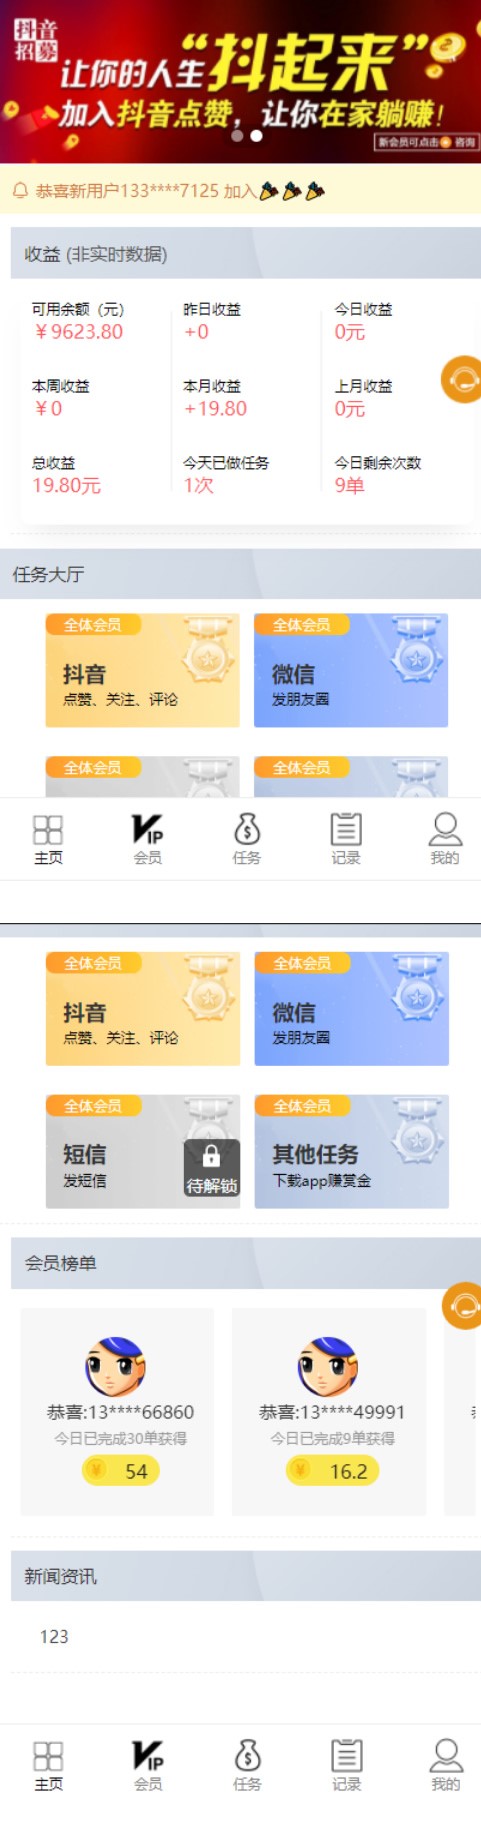 抖音
招募
让你的人生“抖起来”
加入抖音点赞，让你在家躺赚!
新会员可点击 咨询
恭喜新用户133****7125 加入
收益 (非实时数据)
可用余额（元） 昨日收益 今日收益
￥9623.80 +0 0元
本周收益 本月收益 上月收益
￥0 +19.80 0元
总收益 今天已做任务 今日剩余次数
19.80元 1次 9单
任务大厅
全体会员 全体会员
抖音 微信
点赞、关注、评论 发朋友圈
全体会员 全体会员
VIP
主页 会员 任务 记录 我的
全体会员 全体会员
抖音 微信
点赞、关注、评论 发朋友圈
全体会员 全体会员
短信 其他任务
发短信 待解锁 下载app赚赏金
会员榜单
恭喜:13****66860 恭喜:13****49991
今日已完成30单获得 今日已完成9单获得
54 16.2
新闻资讯
123
VIP
主页 会员 任务 记录 我的